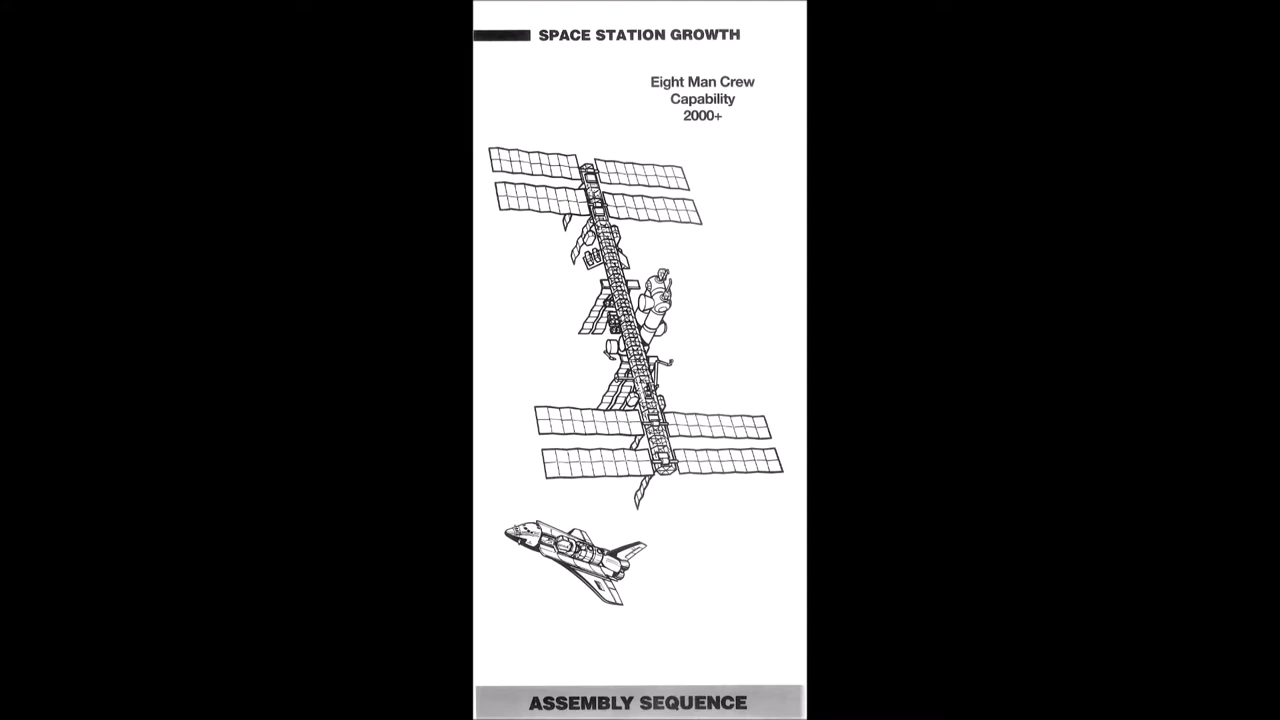 SPACE STATION GROWTH
Eight Man Crew
Capability
2000+
ASSEMBLY SEQUENCE